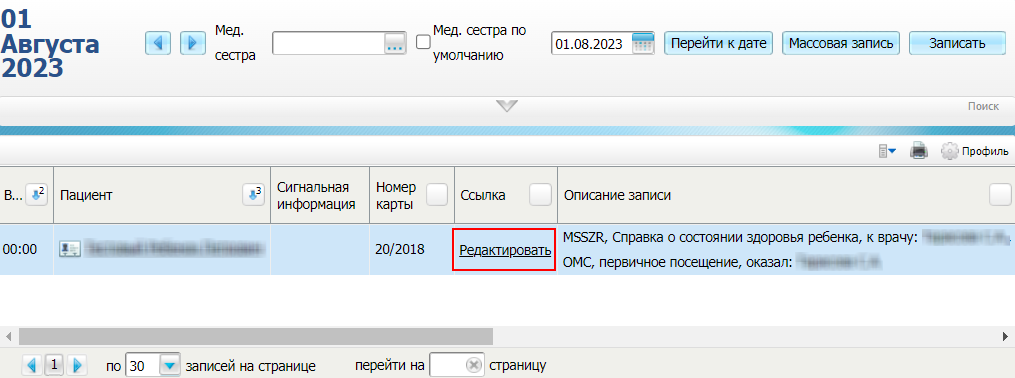 01
Августа
2023
Мед.
сестра
...
Мед. сестра по
умолчанию
01.08.2023
Перейти к дате
Массовая запись
Записать
Поиск
Профиль
В... 2
Пациент 3
Сигнальная
информация
Номер
карты
Ссылка
Описание записи
00:00
20/2018
Редактировать
MSSZR, Справка о состоянии здоровья ребенка, к врачу:
ОМС, первичное посещение, оказал:
1
по 30 записей на странице
перейти на страницу